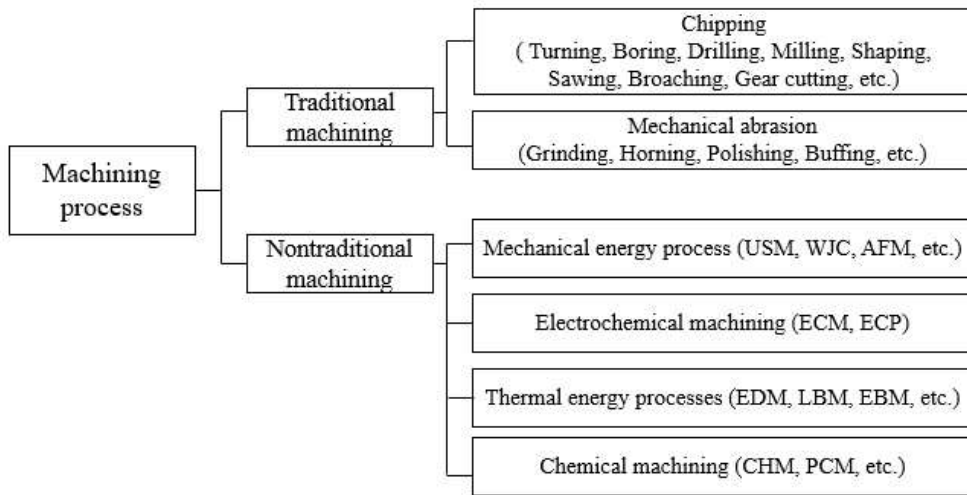 Machining
process
Traditional
machining
Chipping
( Turning, Boring, Drilling, Milling, Shaping,
Sawing, Broaching, Gear cutting, etc.)
Mechanical abrasion
(Grinding, Horning, Polishing, Buffing, etc.)
Nontraditional
machining
Mechanical energy process (USM, WJC, AFM, etc.)
Electrochemical machining (ECM, ECP)
Thermal energy processes (EDM, LBM, EBM, etc.)
Chemical machining (CHM, PCM, etc.)